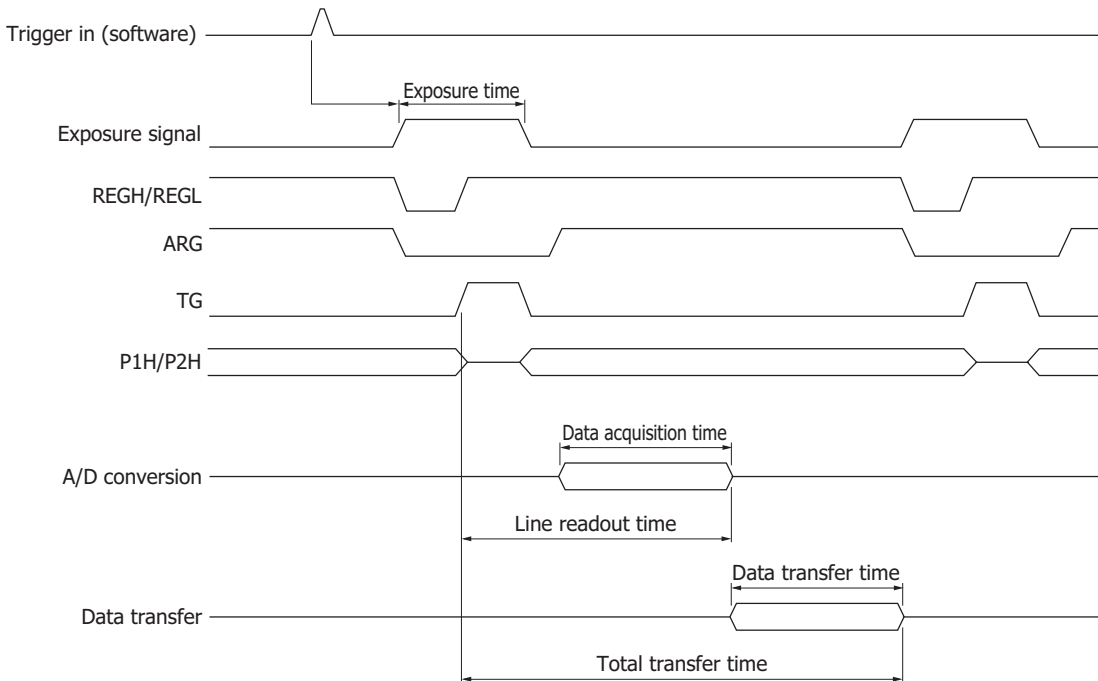 Trigger in (software)
Exposure time
Exposure signal
REGH/REGL
ARG
TG
P1H/P2H
Data acquisition time
A/D conversion
Line readout time
Data transfer time
Data transfer
Total transfer time